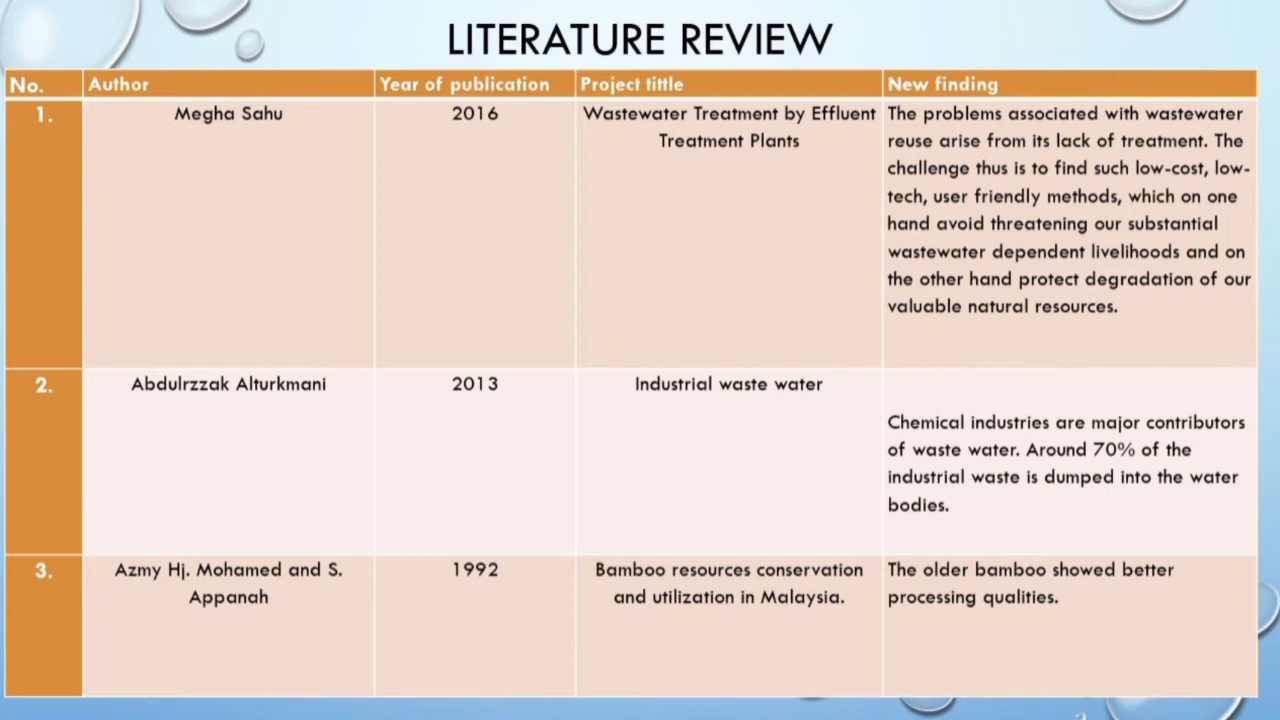 LITERATURE REVIEW
No. Author Year of publication Project tittle New finding
1. Megha Sahu 2016 Wastewater Treatment by Effluent The problems associated with wastewater
Treatment Plants reuse arise from its lack of treatment. The
challenge thus is to find such low-cost, low-
tech, user friendly methods, which on one
hand avoid threatening our substantial
wastewater dependent livelihoods and on
the other hand protect degradation of our
valuable natural resources.
2. Abdulrzzak Alturkmani 2013 Industrial waste water
Chemical industries are major contributors
of waste water. Around 70% of the
industrial waste is dumped into the water
bodies.
3. Azmy Hj. Mohamed and S. 1992 Bamboo resources conservation The older bamboo showed better
Appanah and utilization in Malaysia. processing qualities.